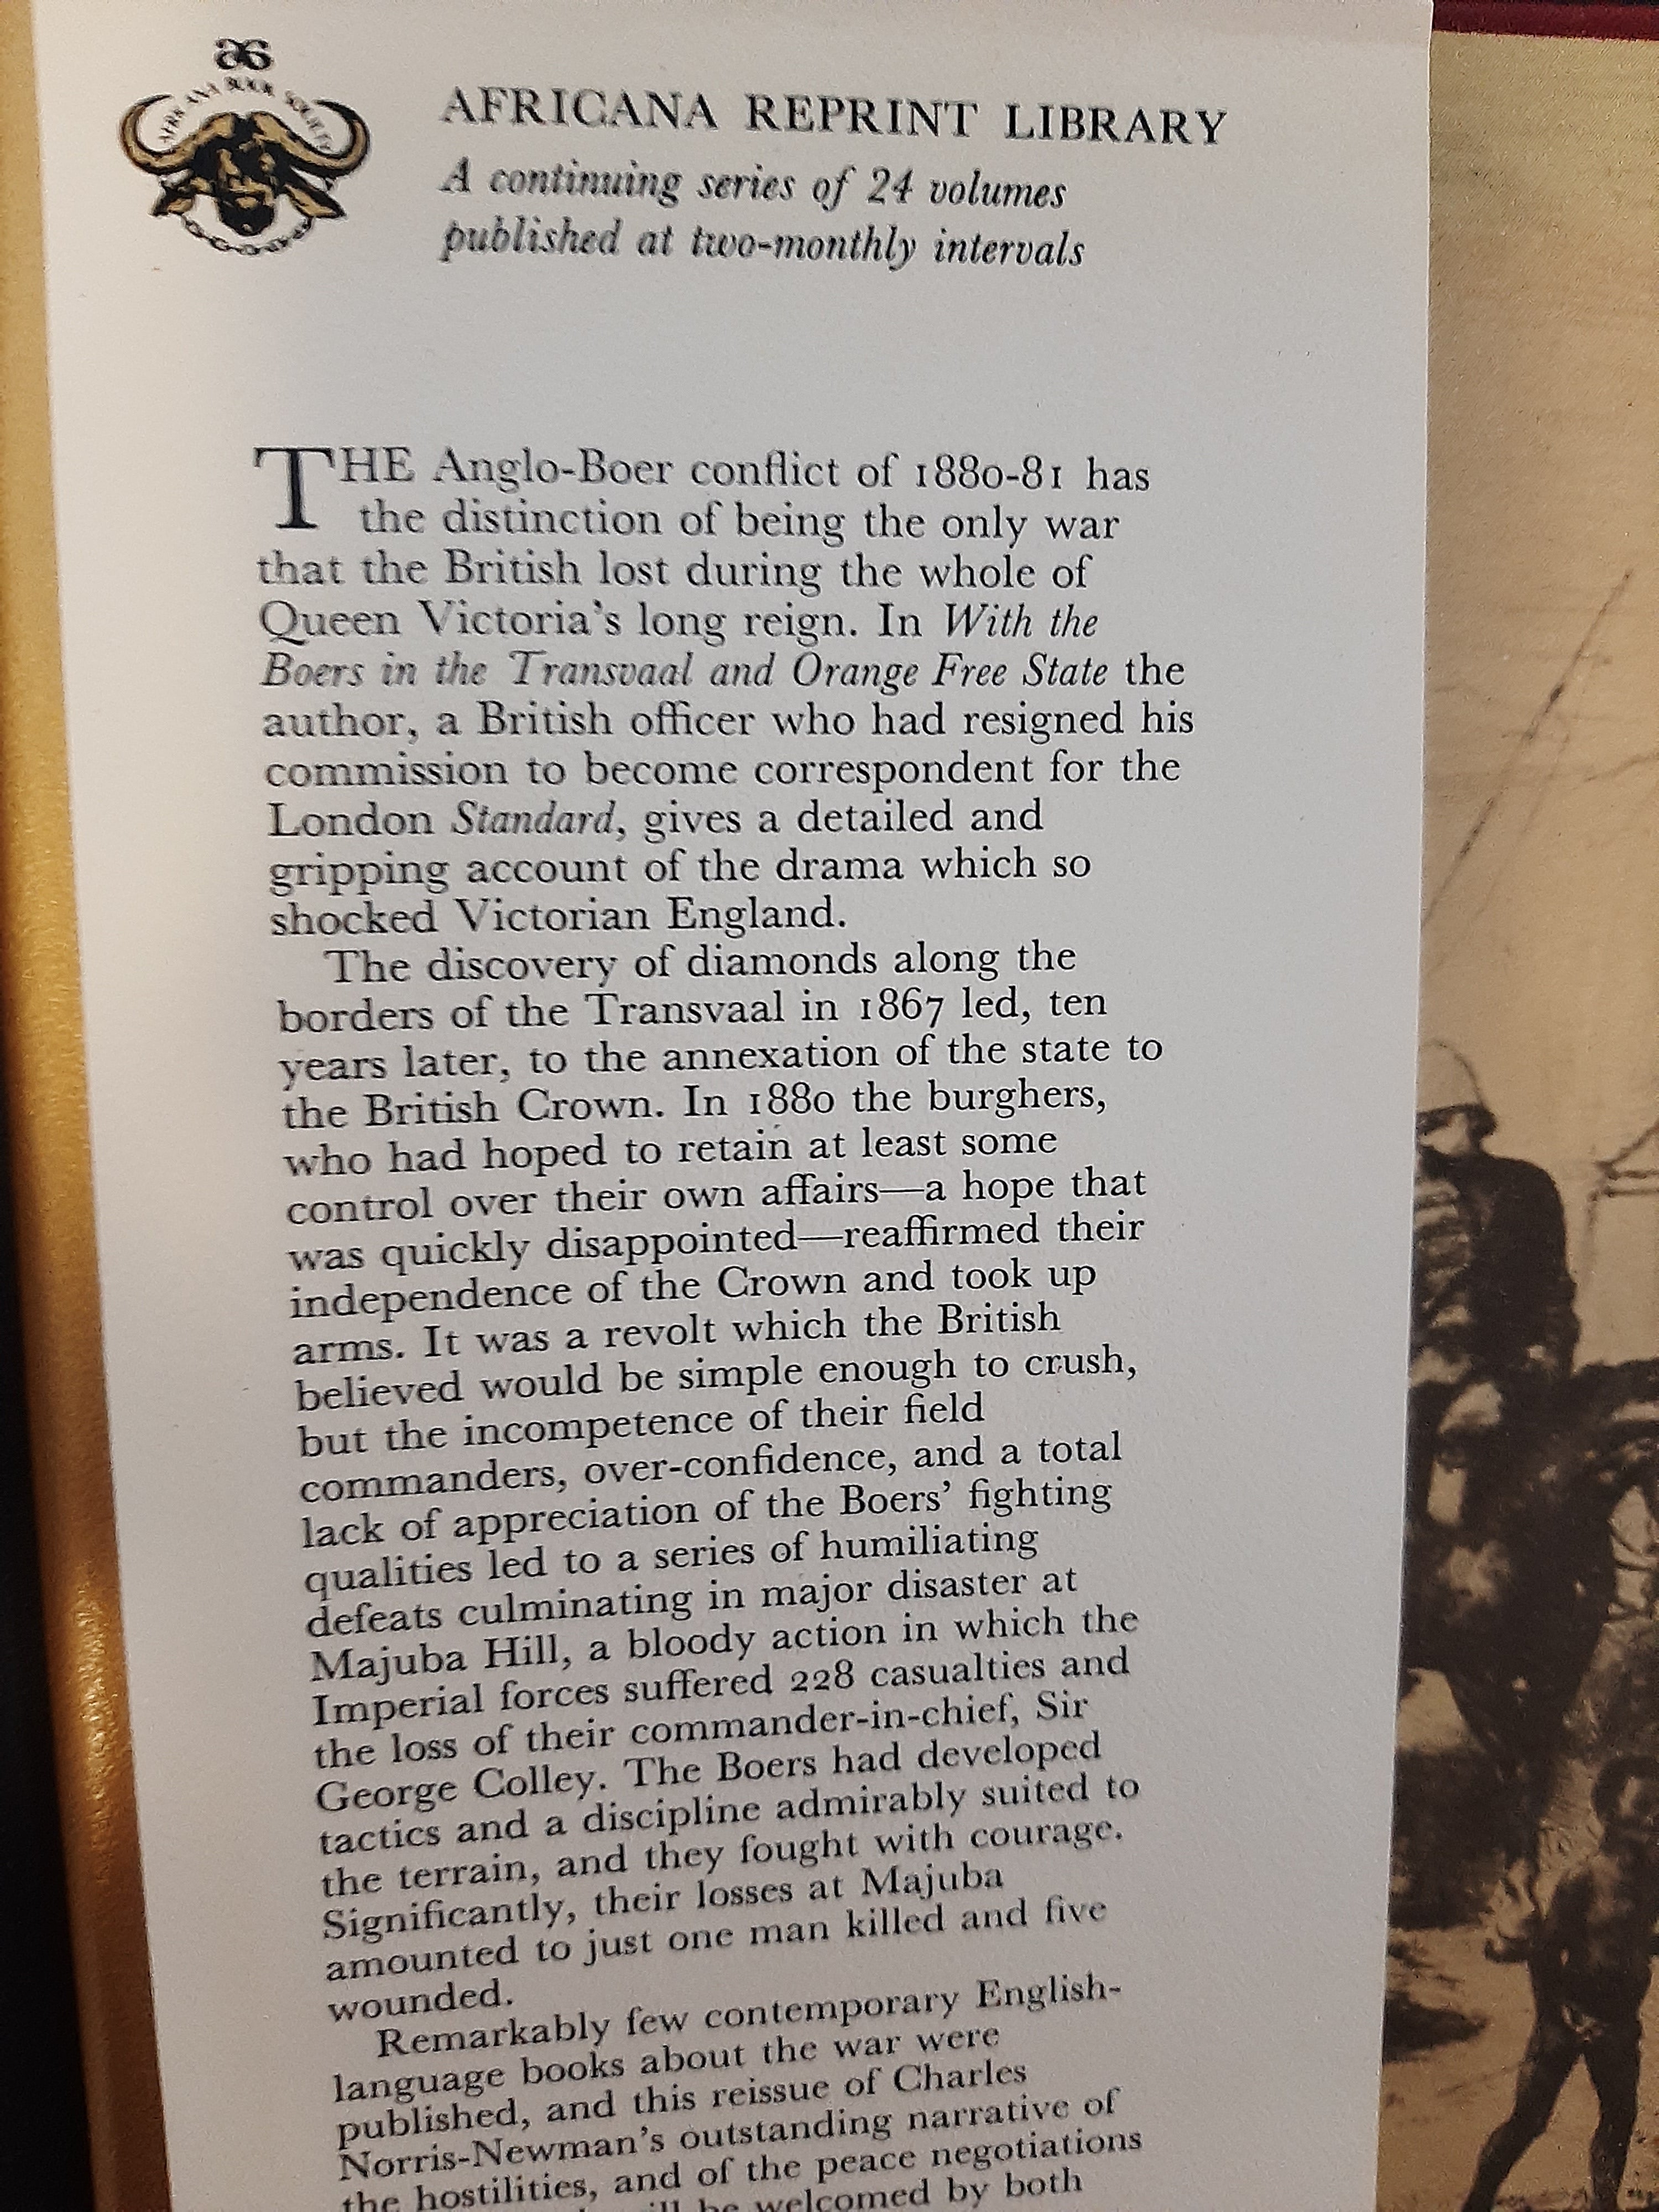 AFRICANA BOOK SOCIETY
AFRICANA REPRINT LIBRARY
A continuing series of 24 volumes
published at two-monthly intervals
THE Anglo-Boer conflict of 1880-81 has
the distinction of being the only war
that the British lost during the whole of
Queen Victoria's long reign. In With the
Boers in the Transvaal and Orange Free State the
author, a British officer who had resigned his
commission to become correspondent for the
London Standard, gives a detailed and
gripping account of the drama which so
shocked Victorian England.
The discovery of diamonds along the
borders of the Transvaal in 1867 led, ten
years later, to the annexation of the state to
the British Crown. In 1880 the burghers,
who had hoped to retain at least some
control over their own affairs—a hope that
was quickly disappointed—reaffirmed their
independence of the Crown and took up
arms. It was a revolt which the British
believed would be simple enough to crush,
but the incompetence of their field
commanders, over-confidence, and a total
lack of appreciation of the Boers' fighting
qualities led to a series of humiliating
defeats culminating in major disaster at
Majuba Hill, a bloody action in which the
Imperial forces suffered 228 casualties and
the loss of their commander-in-chief, Sir
George Colley. The Boers had developed
tactics and a discipline admirably suited to
the terrain, and they fought with courage.
Significantly, their losses at Majuba
amounted to just one man killed and five
wounded.
Remarkably few contemporary English-
language books about the war were
published, and this reissue of Charles
Norris-Newman's outstanding narrative of
the hostilities, and of the peace negotiations
be welcomed by both